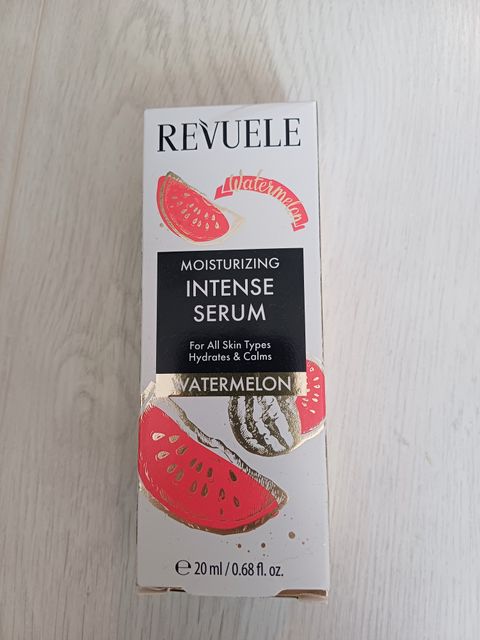 REVUELE
Watermelon
MOISTURIZING
INTENSE
SERUM
For All Skin Types
Hydrates & Calms
WATERMELON
℮ 20 ml / 0.68 fl. oz.